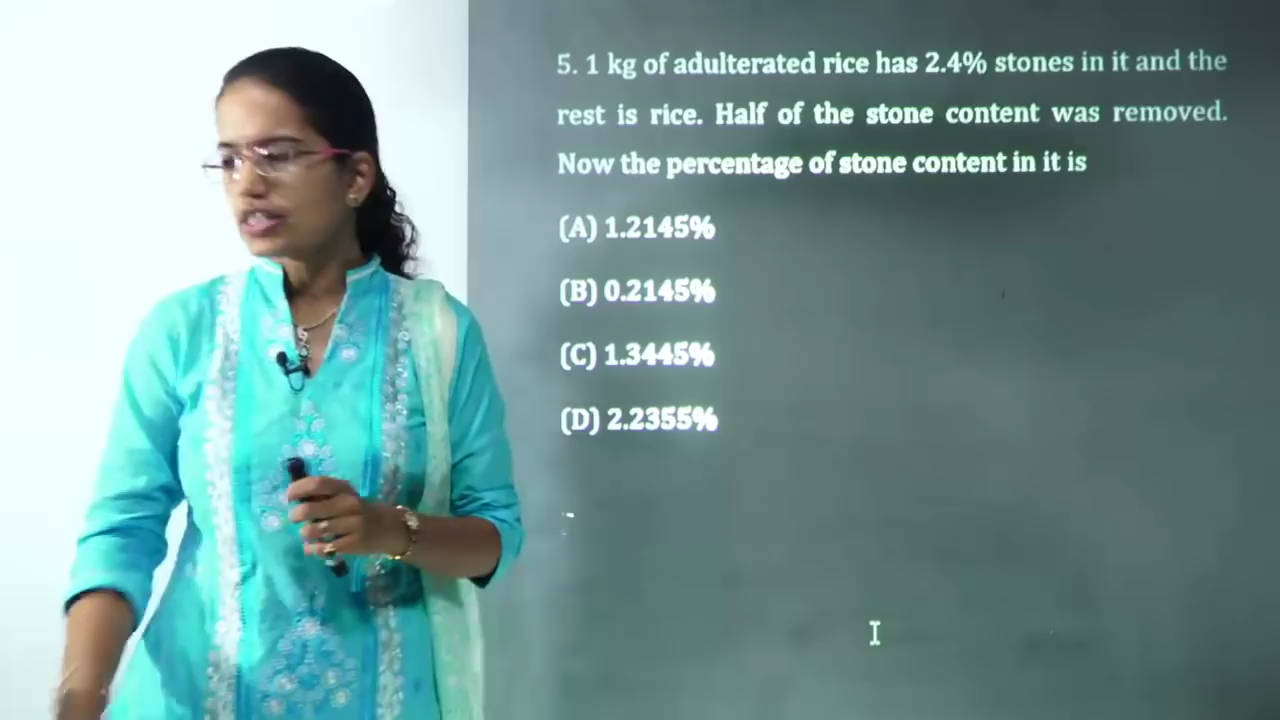 5. 1 kg of adulterated rice has 2.4% stones in it and the
rest is rice. Half of the stone content was removed.
Now the percentage of stone content in it is
(A) 1.2145%
(B) 0.2145%
(C) 1.3445%
(D) 2.2355%